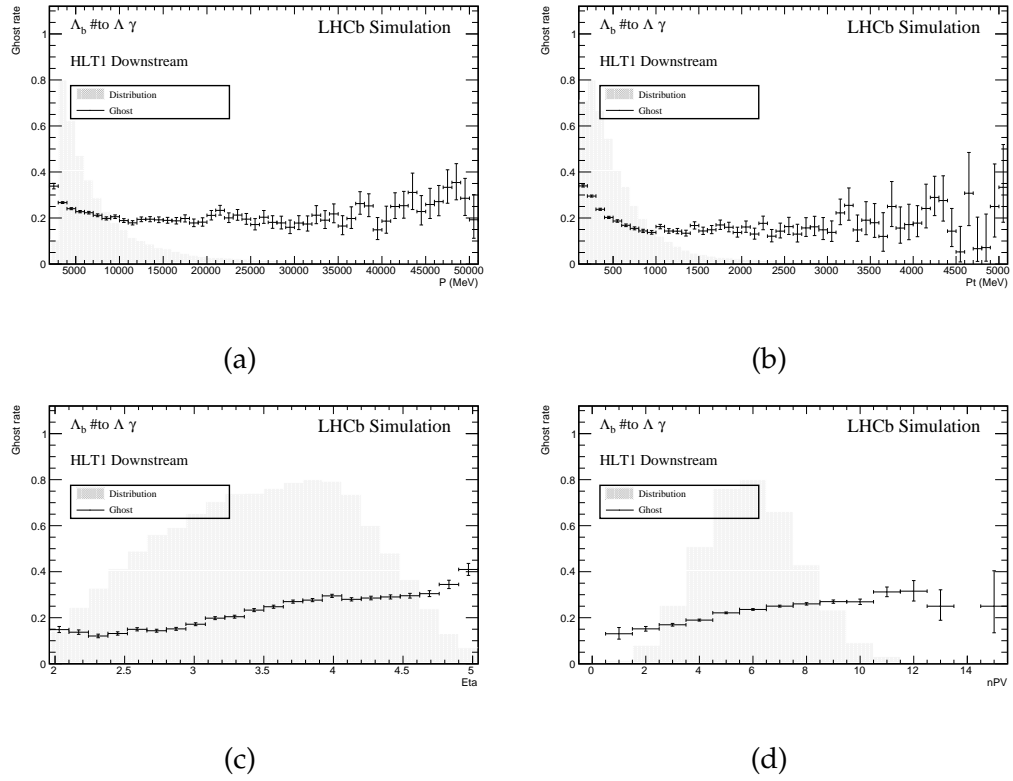 Ghost rate
1
0.8
0.6
0.4
0.2
0
Λb #to Λ γ
LHCb Simulation
HLT1 Downstream
Distribution
Ghost
5000 10000 15000 20000 25000 30000 35000 40000 45000 50000
P (MeV)
(a)
Ghost rate
1
0.8
0.6
0.4
0.2
0
Λb #to Λ γ
LHCb Simulation
HLT1 Downstream
Distribution
Ghost
500 1000 1500 2000 2500 3000 3500 4000 4500 5000
Pt (MeV)
(b)
Ghost rate
1
0.8
0.6
0.4
0.2
0
Λb #to Λ γ
LHCb Simulation
HLT1 Downstream
Distribution
Ghost
2 2.5 3 3.5 4 4.5 5
Eta
(c)
Ghost rate
1
0.8
0.6
0.4
0.2
0
Λb #to Λ γ
LHCb Simulation
HLT1 Downstream
Distribution
Ghost
0 2 4 6 8 10 12 14
nPV
(d)